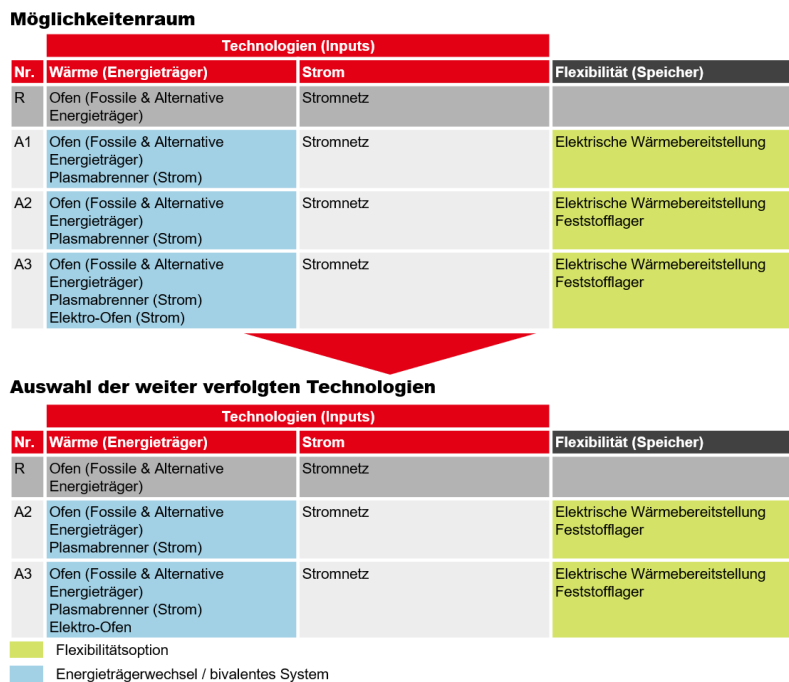 Möglichkeitenraum
Technologien (Inputs)
Nr. Wärme (Energieträger) Strom Flexibilität (Speicher)
R Ofen (Fossile & Alternative Stromnetz
Energieträger)
A1 Ofen (Fossile & Alternative Stromnetz Elektrische Wärmebereitstellung
Energieträger)
Plasmabrenner (Strom)
A2 Ofen (Fossile & Alternative Stromnetz Elektrische Wärmebereitstellung
Energieträger) Feststofflager
Plasmabrenner (Strom)
A3 Ofen (Fossile & Alternative Stromnetz Elektrische Wärmebereitstellung
Energieträger) Feststofflager
Plasmabrenner (Strom)
Elektro-Ofen (Strom)
Auswahl der weiter verfolgten Technologien
Technologien (Inputs)
Nr. Wärme (Energieträger) Strom Flexibilität (Speicher)
R Ofen (Fossile & Alternative Stromnetz
Energieträger)
A2 Ofen (Fossile & Alternative Stromnetz Elektrische Wärmebereitstellung
Energieträger) Feststofflager
Plasmabrenner (Strom)
A3 Ofen (Fossile & Alternative Stromnetz Elektrische Wärmebereitstellung
Energieträger) Feststofflager
Plasmabrenner (Strom)
Elektro-Ofen
Flexibilitätsoption
Energieträgerwechsel / bivalentes System